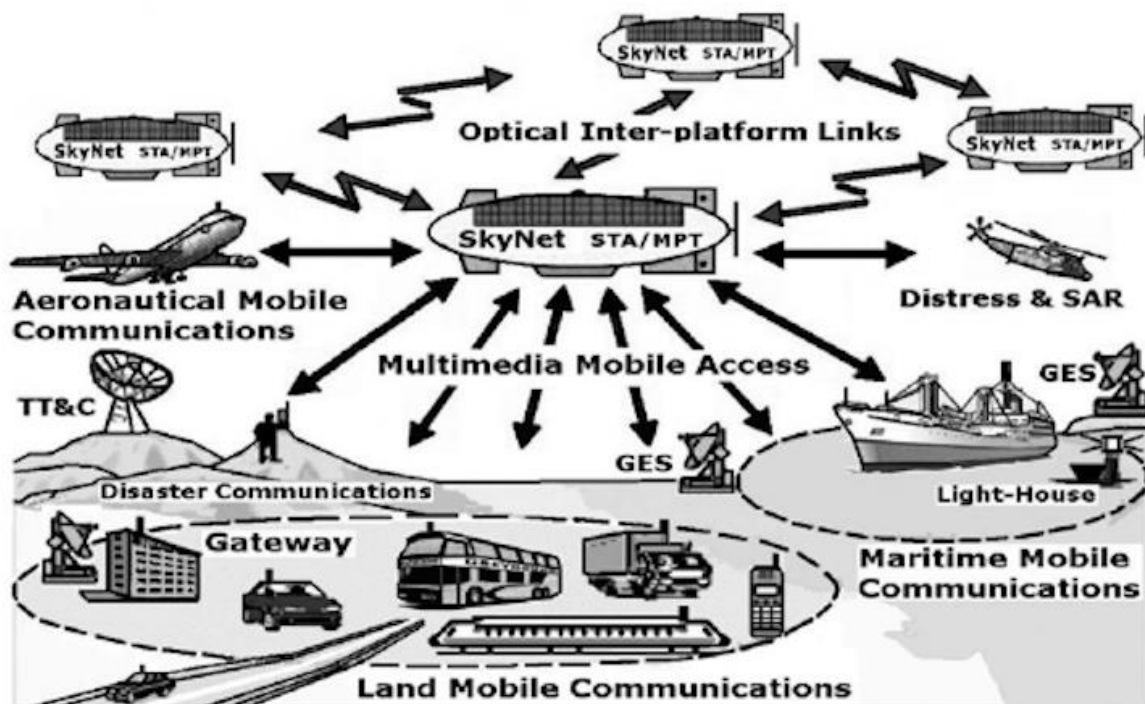 SkyNet STA/MPT
Optical Inter-platform Links
SkyNet STA/MPT
SkyNet STA/MPT
SkyNet STA/MPT
Aeronautical Mobile
Communications
Distress & SAR
Multimedia Mobile Access
TT&C
GES
GES
Disaster Communications
Light-House
Gateway
Maritime Mobile
Communications
Land Mobile Communications